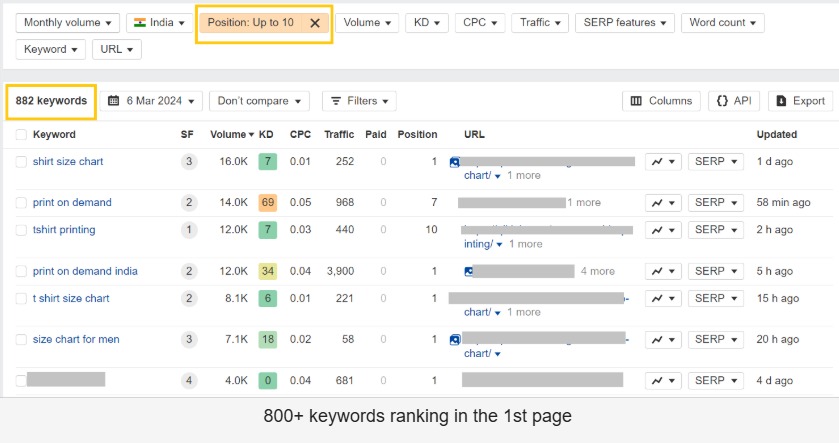 Monthly volume India Position: Up to 10 Volume KD CPC Traffic SERP features Word count
Keyword URL
882 keywords 6 Mar 2024 Don't compare Filters Columns API Export
Keyword SF Volume KD CPC Traffic Paid Position URL Updated
shirt size chart 3 16.0K 7 0.01 252 0 1 SERP 1 d ago
chart/ 1 more
print on demand 2 14.0K 69 0.05 968 0 7 1 more SERP 58 min ago
tshirt printing 1 12.0K 7 0.03 440 0 10 SERP 2 h ago
inting/ 1 more
print on demand india 2 12.0K 34 0.04 3,900 0 1 4 more SERP 5 h ago
t shirt size chart 2 8.1K 6 0.01 221 0 1 - SERP 15 h ago
chart/ 1 more
size chart for men 3 7.1K 18 0.02 58 0 1 - SERP 20 h ago
chart/
4 4.0K 0 0.04 681 0 1 SERP 4 d ago
800+ keywords ranking in the 1st page